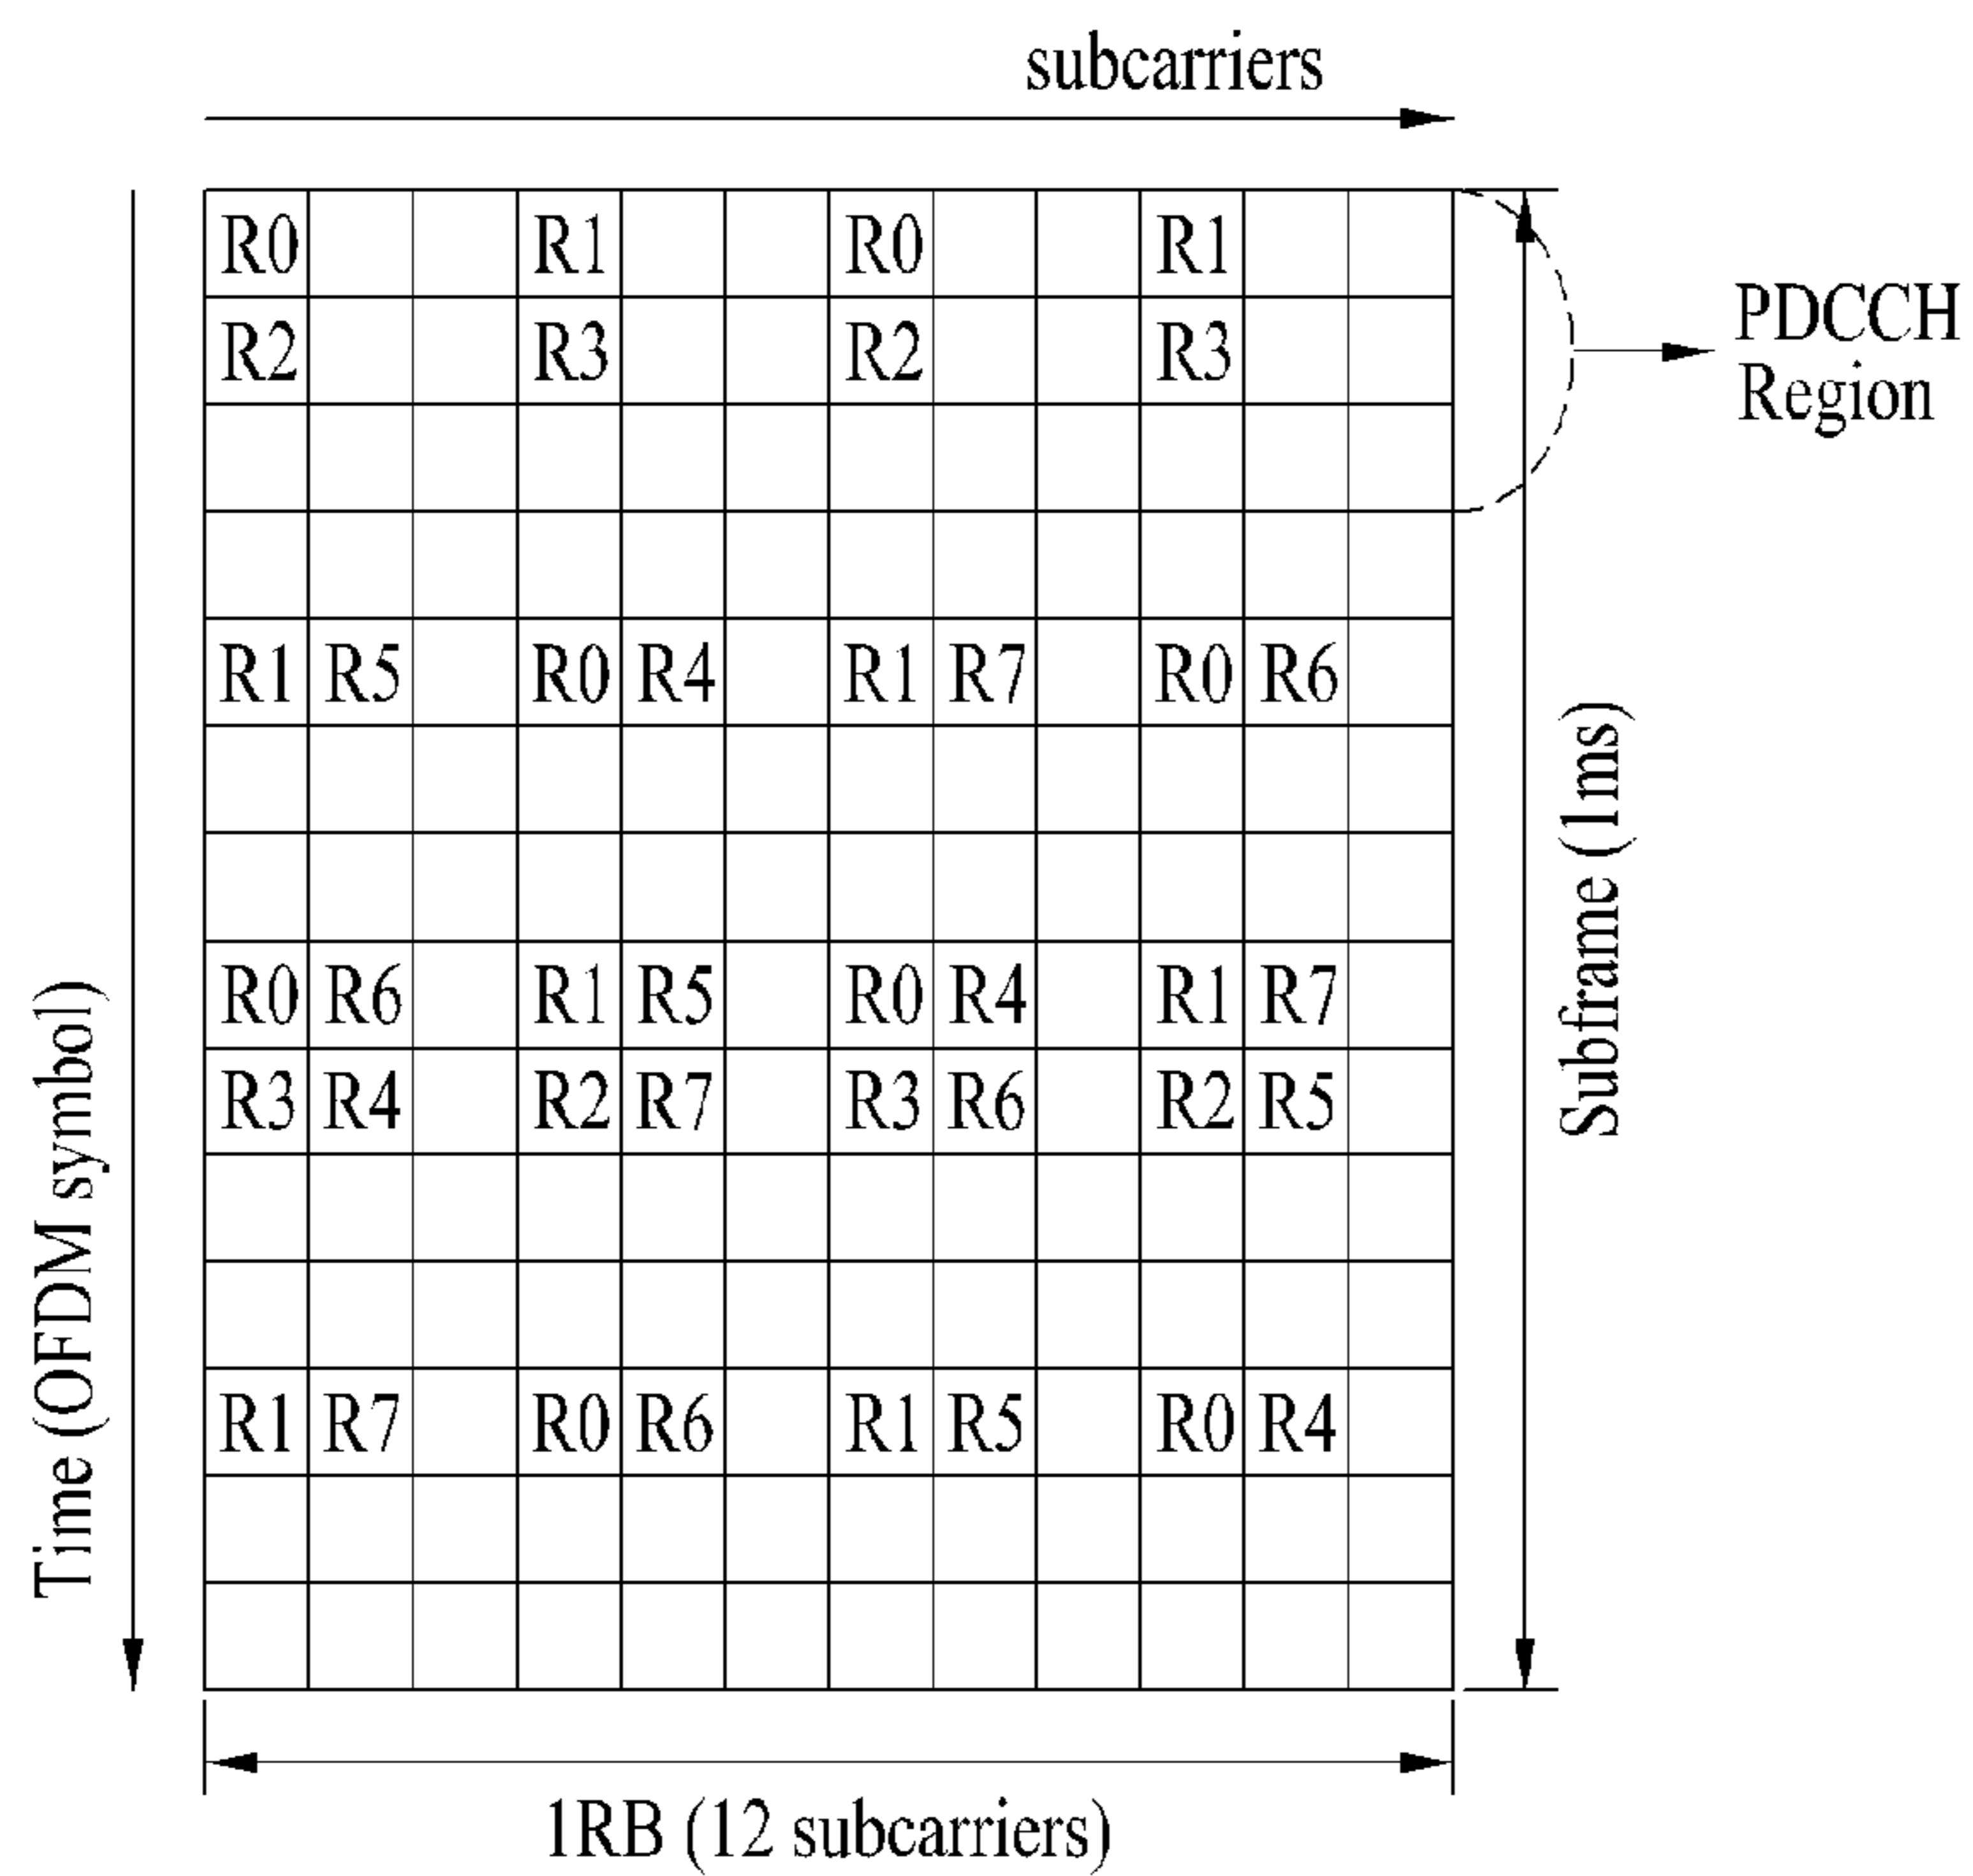 subcarriers
R0 R1 R0 R1
R2 R3 R2 R3
PDCCH
Region
R1 R5 R0 R4 R1 R7 R0 R6
R0 R6 R1 R5 R0 R4 R1 R7
R3 R4 R2 R7 R3 R6 R2 R5
R1 R7 R0 R6 R1 R5 R0 R4
Time (OFDM symbol)
Subframe (1ms)
1RB (12 subcarriers)